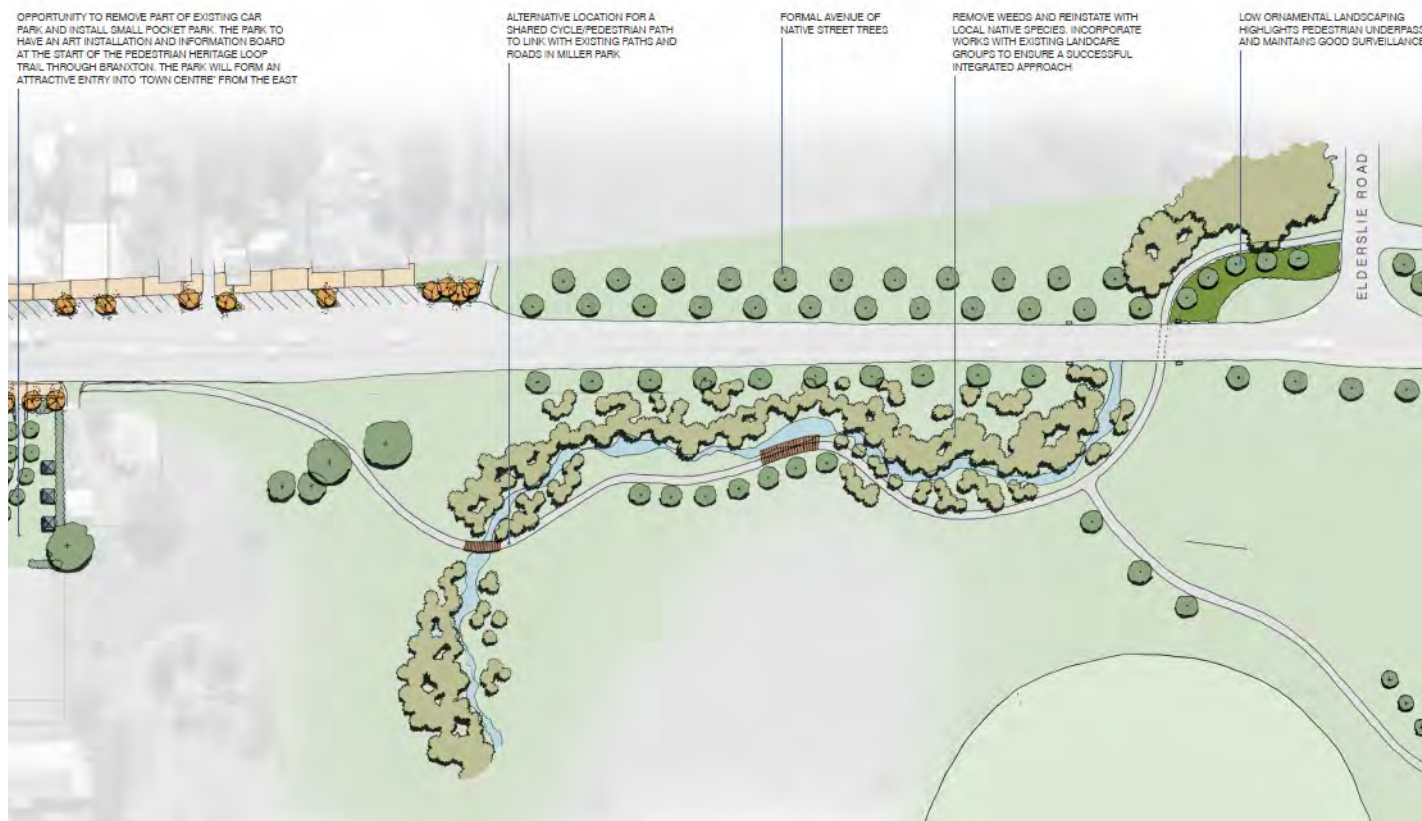 OPPORTUNITY TO REMOVE PART OF EXISTING CAR
PARK AND INSTALL SMALL POCKET PARK. THE PARK TO
HAVE AN ART INSTALLATION AND INFORMATION BOARD
AT THE START OF THE PEDESTRIAN HERITAGE LOOP
TRAIL THROUGH BRANXTON. THE PARK WILL FORM AN
ATTRACTIVE ENTRY INTO 'TOWN CENTRE' FROM THE EAST
ALTERNATIVE LOCATION FOR A
SHARED CYCLE/PEDESTRIAN PATH
TO LINK WITH EXISTING PATHS AND
ROADS IN MILLER PARK
FORMAL AVENUE OF
NATIVE STREET TREES
REMOVE WEEDS AND REINSTATE WITH
LOCAL NATIVE SPECIES. INCORPORATE
WORKS WITH EXISTING LANDCARE
GROUPS TO ENSURE A SUCCESSFUL
INTEGRATED APPROACH
LOW ORNAMENTAL LANDSCAPING
HIGHLIGHTS PEDESTRIAN UNDERPASS
AND MAINTAINS GOOD SURVEILLANCE
ELDERSLIE ROAD